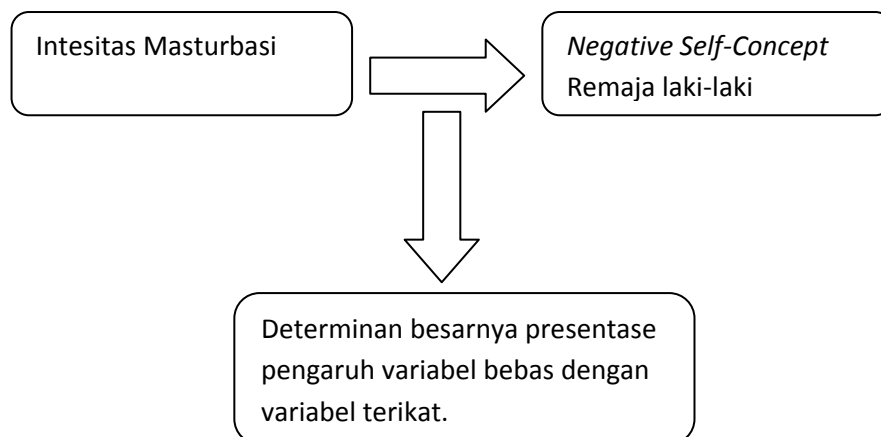 Intesitas Masturbasi
Negative Self-Concept
Remaja laki-laki
Determinan besarnya presentase
pengaruh variabel bebas dengan
variabel terikat.